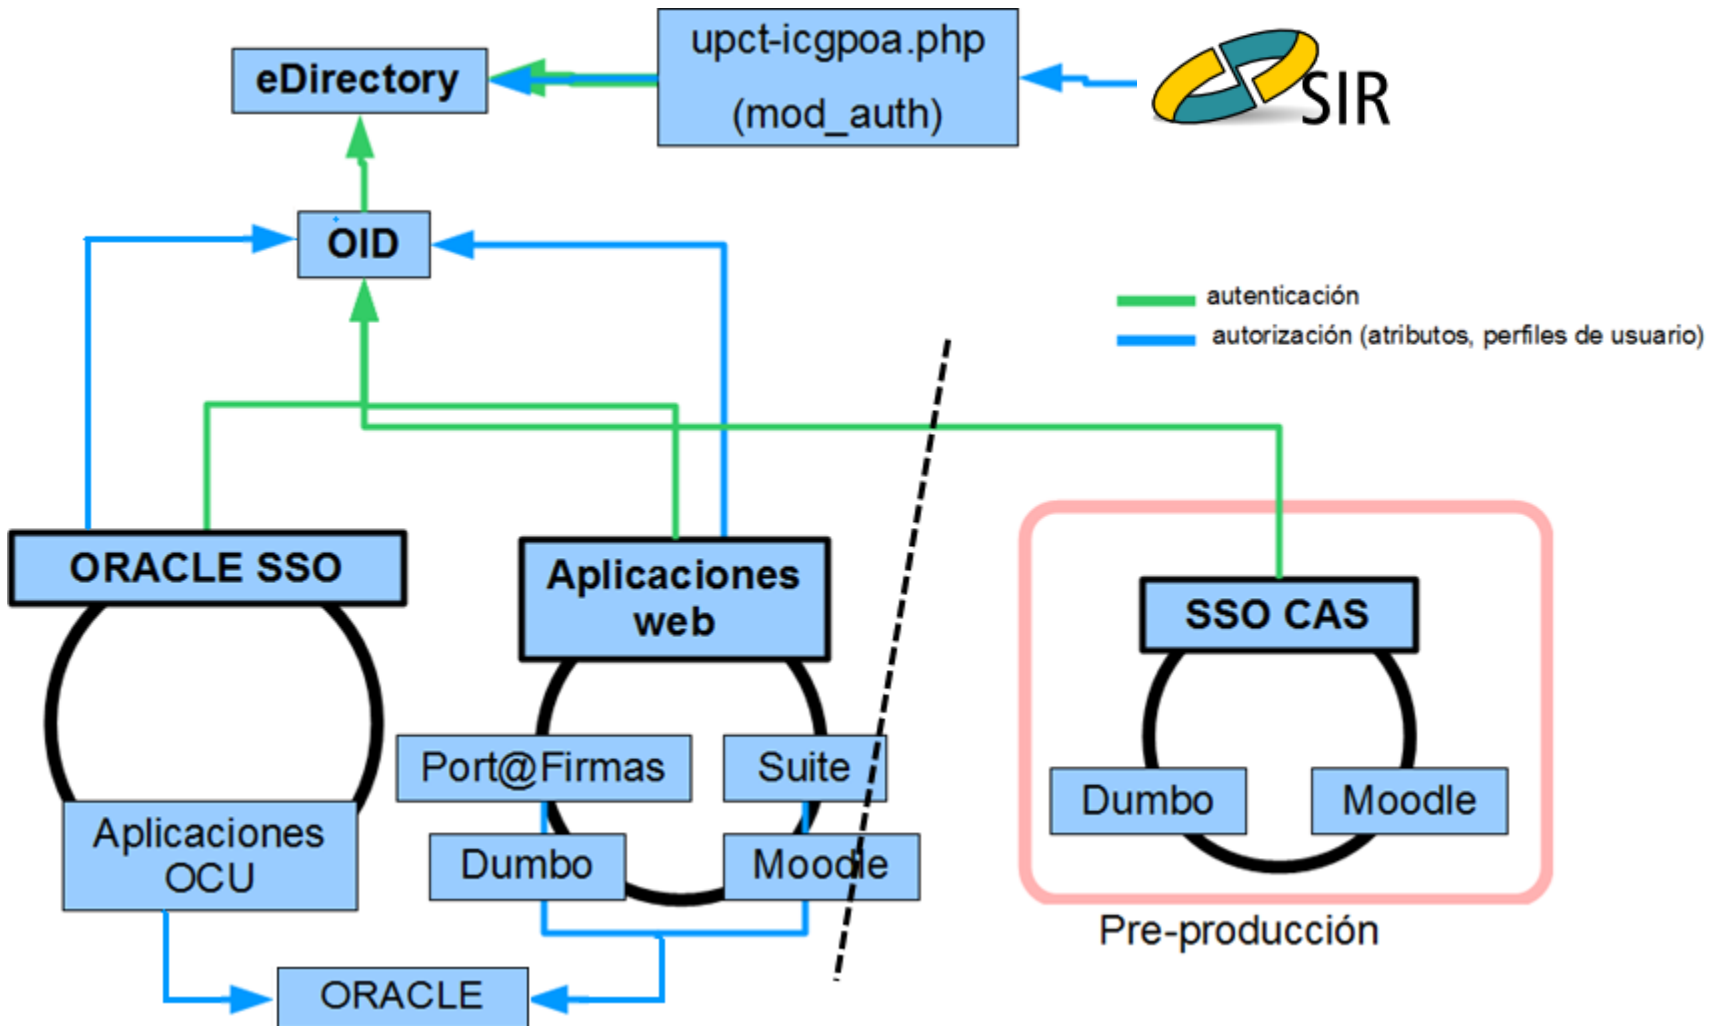 upct-icgpoa.php
(mod_auth)
eDirectory
SIR
OID
autenticación
autorización (atributos, perfiles de usuario)
ORACLE SSO
Aplicaciones
web
SSO CAS
Port@Firmas
Suite
Dumbo
Moodle
Aplicaciones
OCU
Dumbo
Moodle
Pre-producción
ORACLE